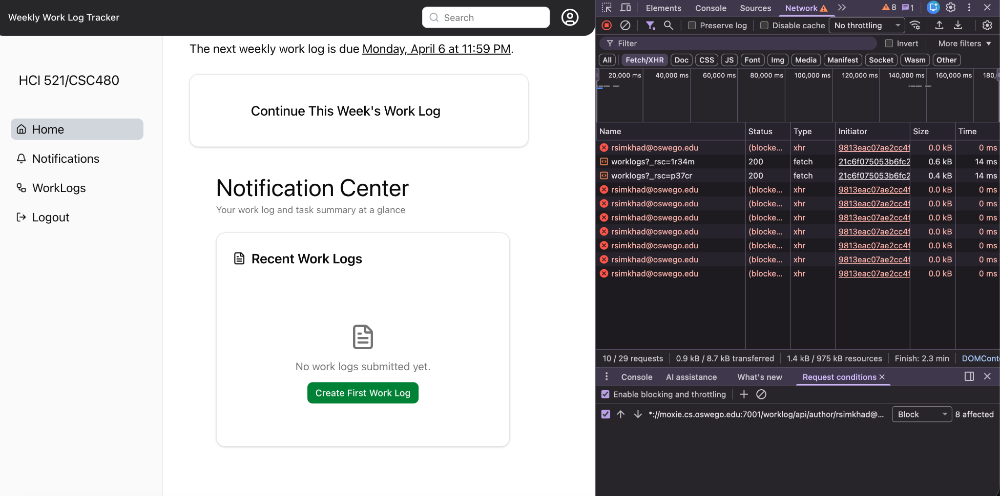 Weekly Work Log Tracker
Search
HCI 521/CSC480
Home
Notifications
WorkLogs
Logout
The next weekly work log is due Monday, April 6 at 11:59 PM.
Continue This Week's Work Log
Notification Center
Your work log and task summary at a glance
Recent Work Logs
No work logs submitted yet.
Create First Work Log
Elements Console Sources Network 8 1
Preserve log Disable cache No throttling
Filter Invert More filters
All Fetch/XHR Doc CSS JS Font Img Media Manifest Socket Wasm Other
20,000 ms 40,000 ms 60,000 ms 80,000 ms 100,000 ms 120,000 ms 140,000 ms 160,000 ms 180,
Name Status Type Initiator Size Time
rsimkhad@oswego.edu (blocke... xhr 9813eac07ae2cc4f 0.0 kB 0 ms
worklogs?_rsc=1r34m 200 fetch 21c6f075053b6fc2 0.6 kB 14 ms
worklogs?_rsc=p37cr 200 fetch 21c6f075053b6fc2 0.4 kB 14 ms
rsimkhad@oswego.edu (blocke... xhr 9813eac07ae2cc4f 0.0 kB 0 ms
rsimkhad@oswego.edu (blocke... xhr 9813eac07ae2cc4f 0.0 kB 0 ms
rsimkhad@oswego.edu (blocke... xhr 9813eac07ae2cc4f 0.0 kB 0 ms
rsimkhad@oswego.edu (blocke... xhr 9813eac07ae2cc4f 0.0 kB 0 ms
rsimkhad@oswego.edu (blocke... xhr 9813eac07ae2cc4f 0.0 kB 0 ms
rsimkhad@oswego.edu (blocke... xhr 9813eac07ae2cc4f 0.0 kB 0 ms
rsimkhad@oswego.edu (blocke... xhr 9813eac07ae2cc4f 0.0 kB 0 ms
10 / 29 requests 0.9 kB / 8.7 kB transferred 1.4 kB / 975 kB resources Finish: 2.3 min DOMConte
Console AI assistance What's new Request conditions
Enable blocking and throttling
*://moxie.cs.oswego.edu:7001/worklog/api/author/rsimkhad@... Block 8 affected